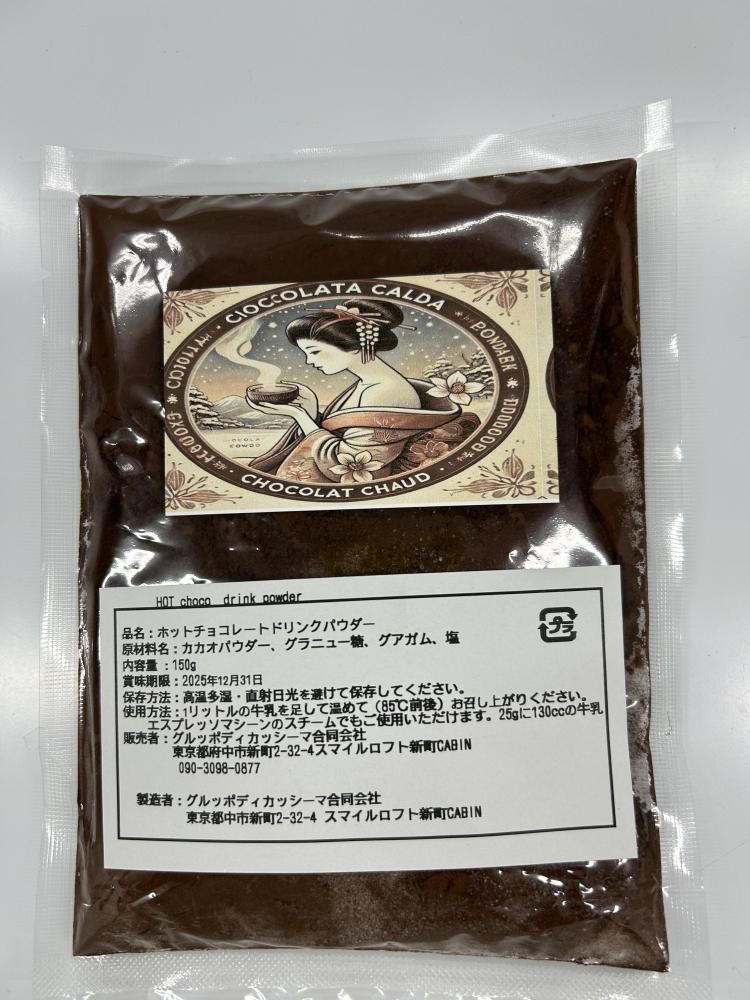 CIOCCOLATA CALDA
CHOCOLAT CHAUD
HOT choco drink powder
品名：ホットチョコレートドリンクパウダー
原材料名：カカオパウダー、グラニュー糖、グアガム、塩
内容量：150g
賞味期限：2025年12月31日
保存方法：高温多湿・直射日光を避けて保存してください。
使用方法：1リットルの牛乳を足して温めて（85℃前後）お召し上がりください。
エスプレッソマシーンのスチームでもご使用いただけます。25gに130ccの牛乳
販売者：グルッポディカッシーマ合同会社
東京都府中市新町2-32-4スマイルロフト新町CABIN
090-3098-0877
製造者：グルッポディカッシーマ合同会社
東京都中市新町2-32-4 スマイルロフト新町CABIN
プラ